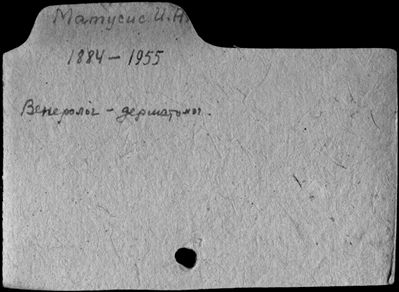 Матусис И.И.
1884 – 1955
Венеролог – дерматолог.